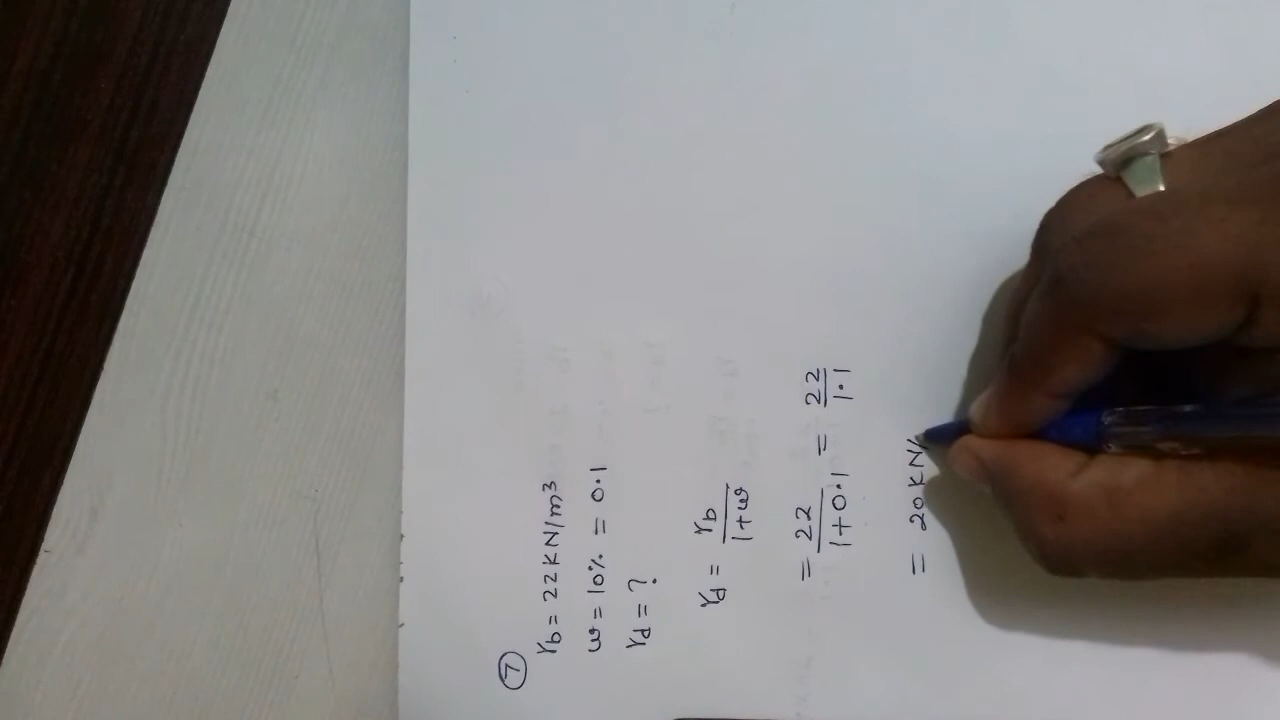 ⑦
γb = 22 KN/m³
w = 10% = 0.1
γd = ?
γd = γb / 1+w
= 22 / 1+0.1 = 22 / 1.1
= 20 KN/